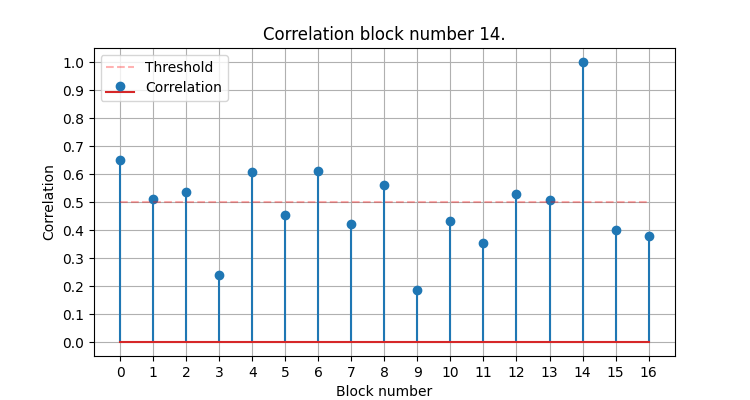 Correlation block number 14.
Threshold
Correlation
1.0
0.9
0.8
0.7
0.6
0.5
0.4
0.3
0.2
0.1
0.0
Correlation
0 1 2 3 4 5 6 7 8 9 10 11 12 13 14 15 16
Block number